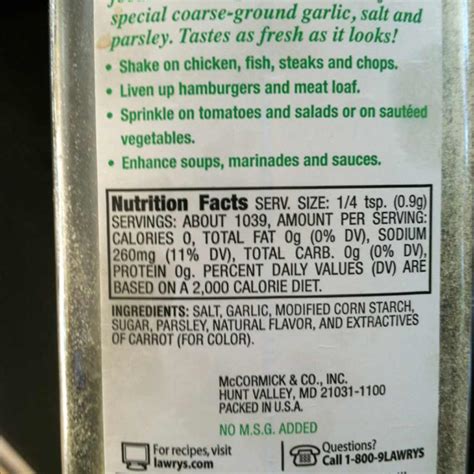 special coarse-ground garlic, salt and
parsley. Tastes as fresh as it looks!
• Shake on chicken, fish, steaks and chops.
• Liven up hamburgers and meat loaf.
• Sprinkle on tomatoes and salads or on sautéed
vegetables.
• Enhance soups, marinades and sauces.
Nutrition Facts SERV. SIZE: 1/4 tsp. (0.9g)
SERVINGS: ABOUT 1039, AMOUNT PER SERVING:
CALORIES 0, TOTAL FAT 0g (0% DV), SODIUM
260mg (11% DV), TOTAL CARB. 0g (0% DV),
PROTEIN 0g. PERCENT DAILY VALUES (DV) ARE
BASED ON A 2,000 CALORIE DIET.
INGREDIENTS: SALT, GARLIC, MODIFIED CORN STARCH,
SUGAR, PARSLEY, NATURAL FLAVOR, AND EXTRACTIVES
OF CARROT (FOR COLOR).
McCORMICK & CO., INC.
HUNT VALLEY, MD 21031-1100
PACKED IN U.S.A.
NO M.S.G. ADDED
For recipes, visit
lawrys.com
Questions?
Call 1-800-9LAWRYS